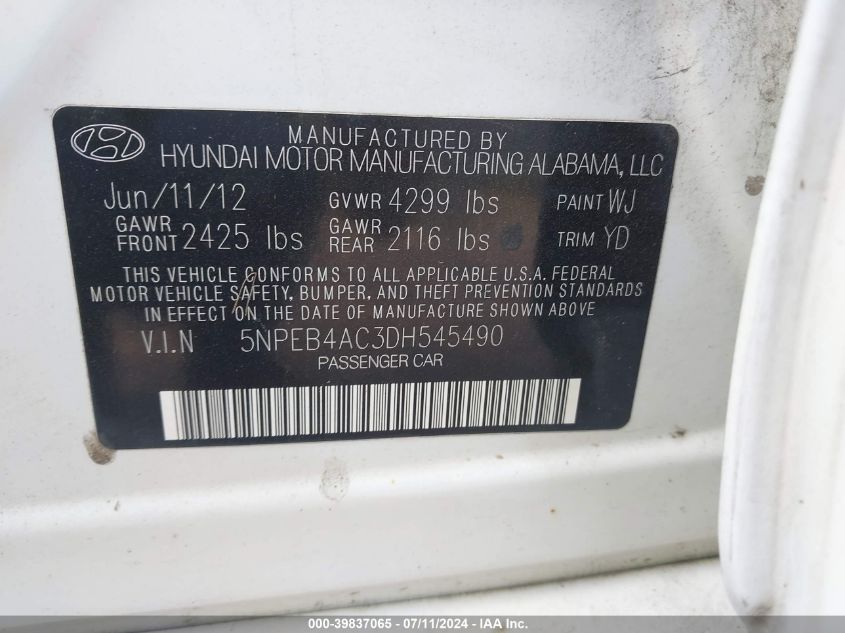 MANUFACTURED BY
HYUNDAI MOTOR MANUFACTURING ALABAMA, LLC
Jun/11/12 GVWR 4299 lbs PAINT WJ
GAWR FRONT 2425 lbs GAWR REAR 2116 lbs TRIM YD
THIS VEHICLE CONFORMS TO ALL APPLICABLE U.S.A. FEDERAL
MOTOR VEHICLE SAFETY, BUMPER, AND THEFT PREVENTION STANDARDS
IN EFFECT ON THE DATE OF MANUFACTURE SHOWN ABOVE
V.I.N 5NPEB4AC3DH545490
PASSENGER CAR
000-39837065 - 07/11/2024 - IAA Inc.